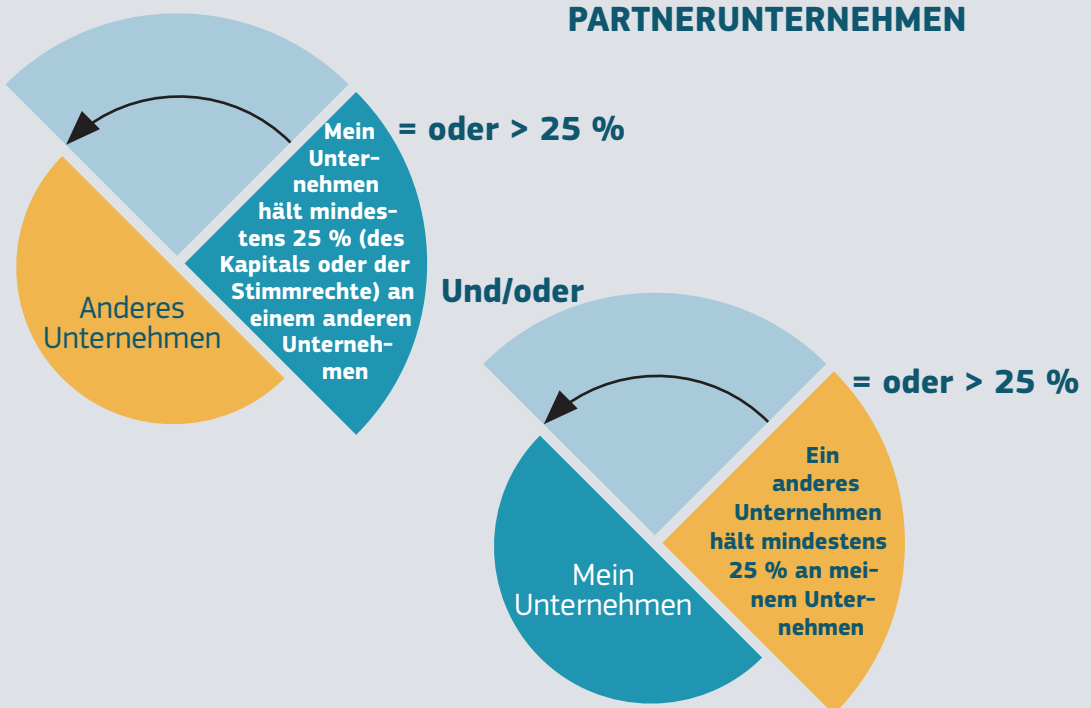 PARTNERUNTERNEHMEN
= oder > 25 %
Mein
Unter-
nehmen
hält mindes-
tens 25 % (des
Kapitals oder der
Stimmrechte) an
einem anderen
Unterneh-
men
Anderes
Unternehmen
Und/oder
= oder > 25 %
Ein
anderes
Unternehmen
hält mindestens
25 % an mei-
nem Unter-
nehmen
Mein
Unternehmen